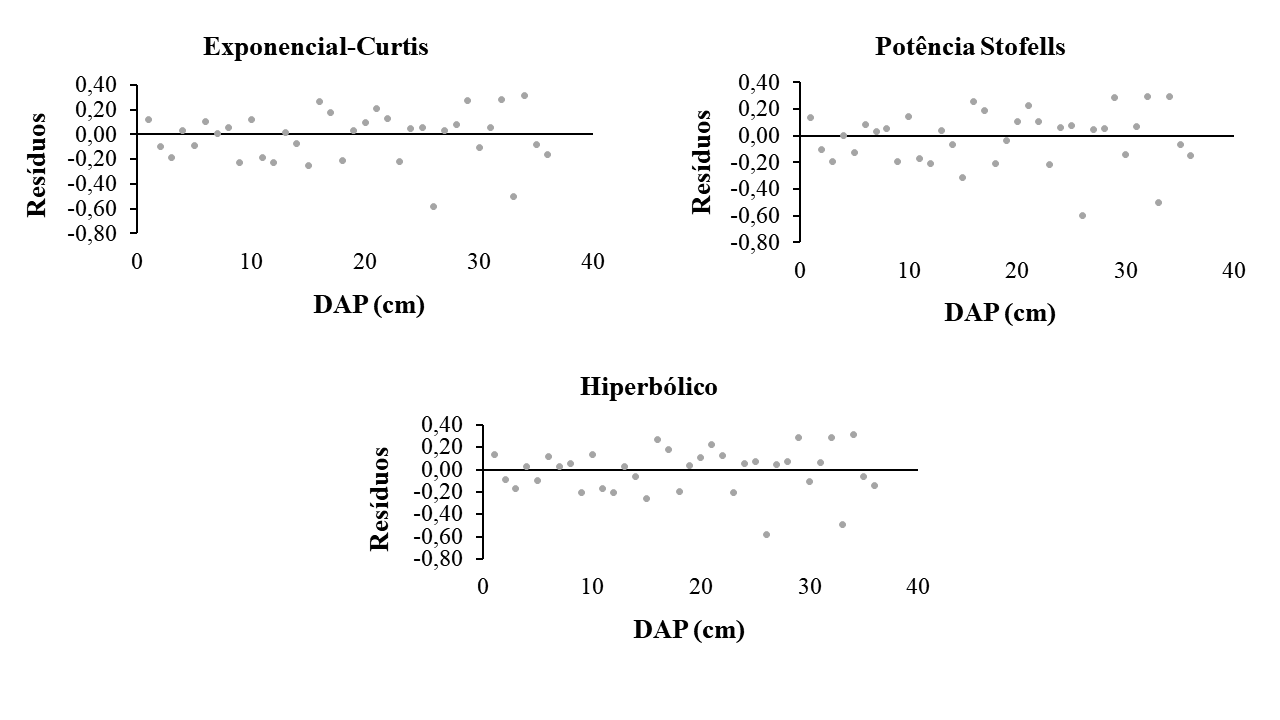 Exponencial-Curtis
0,40
0,20
0,00
-0,20
-0,40
-0,60
-0,80
Resíduos
0 10 20 30 40
DAP (cm)
Potência Stofells
0,40
0,20
0,00
-0,20
-0,40
-0,60
-0,80
Resíduos
0 10 20 30 40
DAP (cm)
Hiperbólico
0,40
0,20
0,00
-0,20
-0,40
-0,60
-0,80
Resíduos
0 10 20 30 40
DAP (cm)